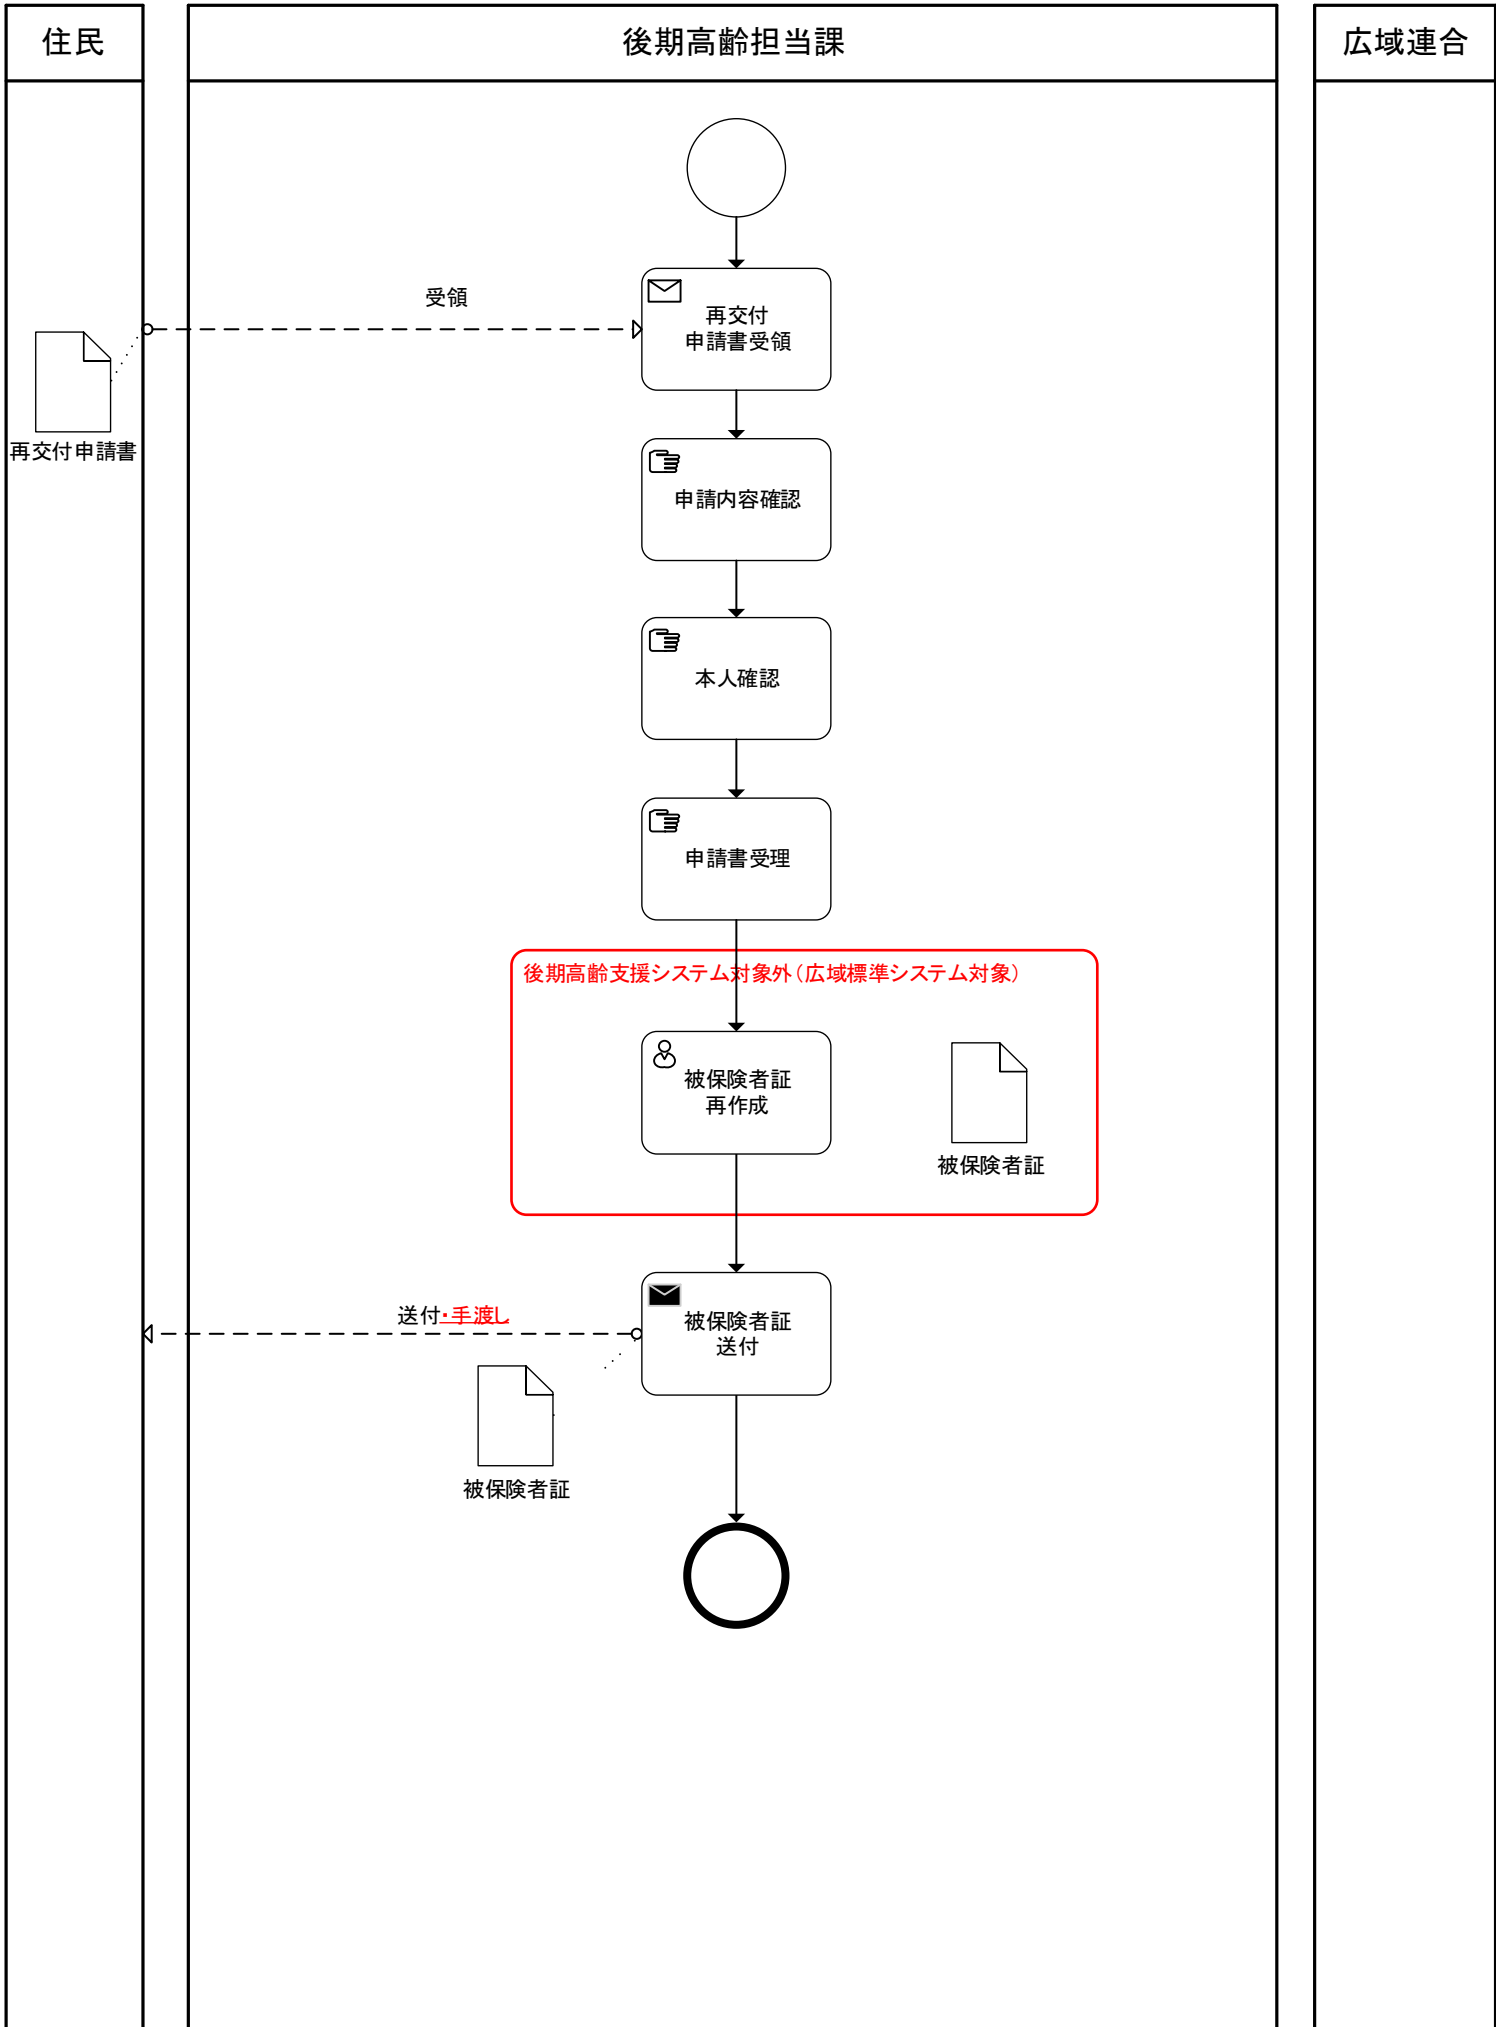 住民
後期高齢担当課
広域連合
受領
再交付
申請書受領
再交付申請書
申請内容確認
本人確認
申請書受理
後期高齢支援システム対象外（広域標準システム対象）
被保険者証
再作成
被保険者証
送付・手渡し
被保険者証
送付
被保険者証